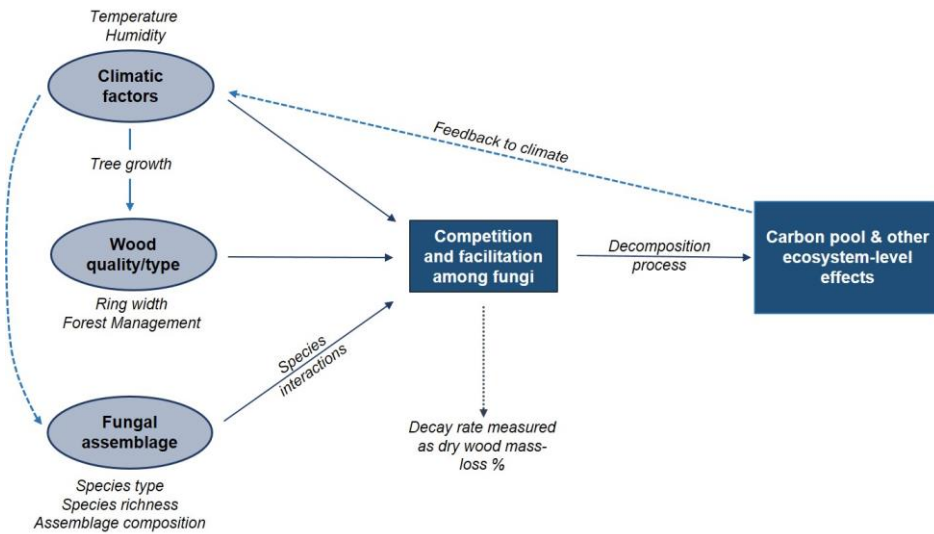 Temperature
Humidity
Climatic
factors
Feedback to climate
Tree growth
Wood
quality/type
Competition
and facilitation
among fungi
Decomposition
process
Carbon pool & other
ecosystem-level
effects
Ring width
Forest Management
Species
interactions
Fungal
assemblage
Decay rate measured
as dry wood mass-
loss %
Species type
Species richness
Assemblage composition